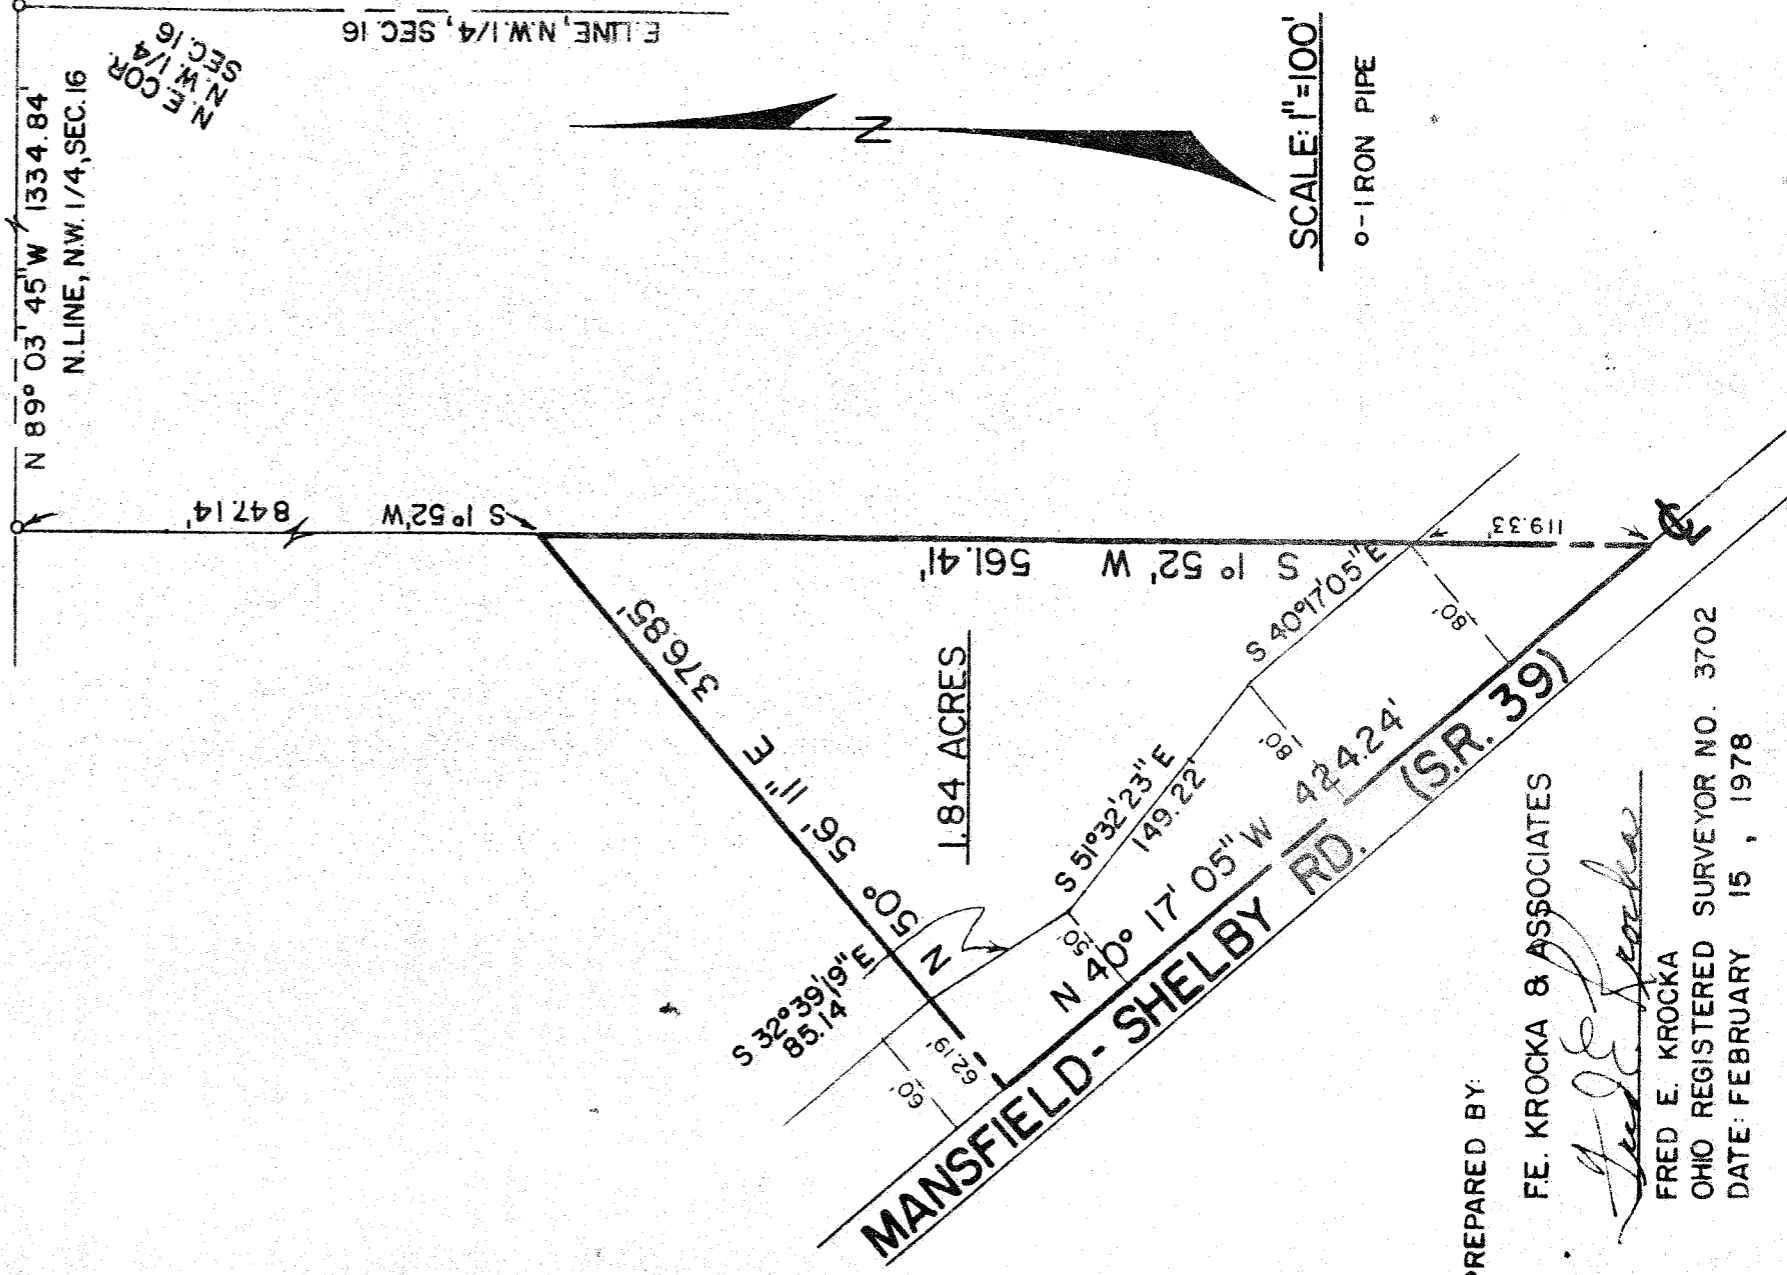 N 89° 03' 45" W 1334.84'
N. LINE, N.W. 1/4, SEC. 16
N.E. COR.
N.W. 1/4
SEC. 16
E. LINE, N.W. 1/4, SEC. 16
847.14'
S 1° 52' W
N
SCALE: 1"=100'
o-IRON PIPE
S 1° 52' W 561.41'
119.33'
℄
N 50° 56' 11" E 376.85'
1.84 ACRES
S 32° 39' 19" E
85.14'
S 51° 32' 23" E
149.22'
S 40° 17' 05" E
60'
62.19'
50'
80'
80'
N 40° 17' 05" W 424.24'
MANSFIELD - SHELBY RD. (S.R. 39)
PREPARED BY:
F.E. KROCKA & ASSOCIATES
Fred E. Krocka
FRED E. KROCKA
OHIO REGISTERED SURVEYOR NO. 3702
DATE: FEBRUARY 15, 1978